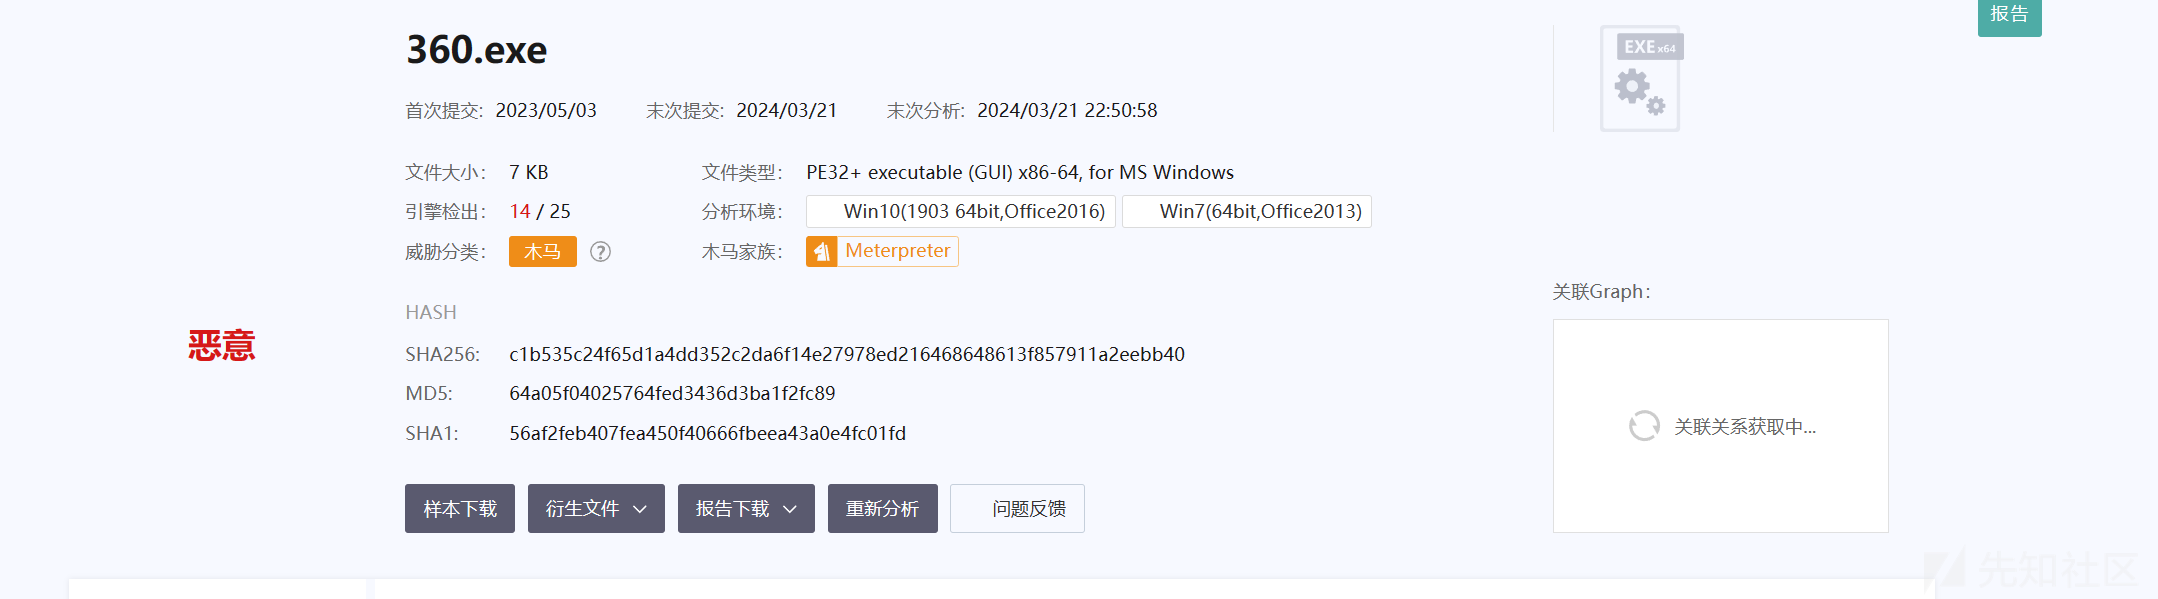 报告
360.exe
EXE x64
首次提交: 2023/05/03 末次提交: 2024/03/21 末次分析: 2024/03/21 22:50:58
文件大小: 7 KB 文件类型: PE32+ executable (GUI) x86-64, for MS Windows
引擎检出: 14 / 25 分析环境: Win10(1903 64bit,Office2016) Win7(64bit,Office2013)
威胁分类: 木马 ? 木马家族: Meterpreter
关联Graph:
HASH
恶意
SHA256: c1b535c24f65d1a4dd352c2da6f14e27978ed216468648613f857911a2eebb40
MD5: 64a05f04025764fed3436d3ba1f2fc89
关联关系获取中...
SHA1: 56af2feb407fea450f40666fbeea43a0e4fc01fd
样本下载 衍生文件 报告下载 重新分析 问题反馈
先知社区